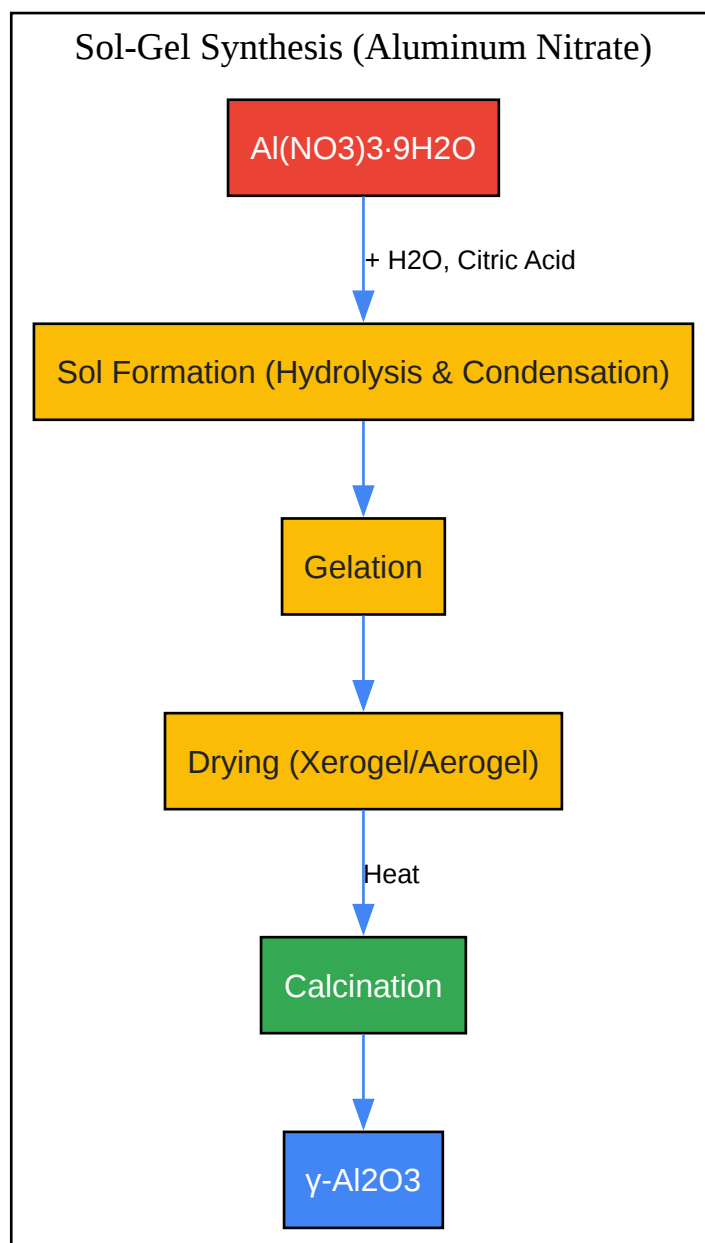 Sol-Gel Synthesis (Aluminum Nitrate)
Al(NO3)3·9H2O
+ H2O, Citric Acid
Sol Formation (Hydrolysis & Condensation)
Gelation
Drying (Xerogel/Aerogel)
Heat
Calcination
γ-Al2O3